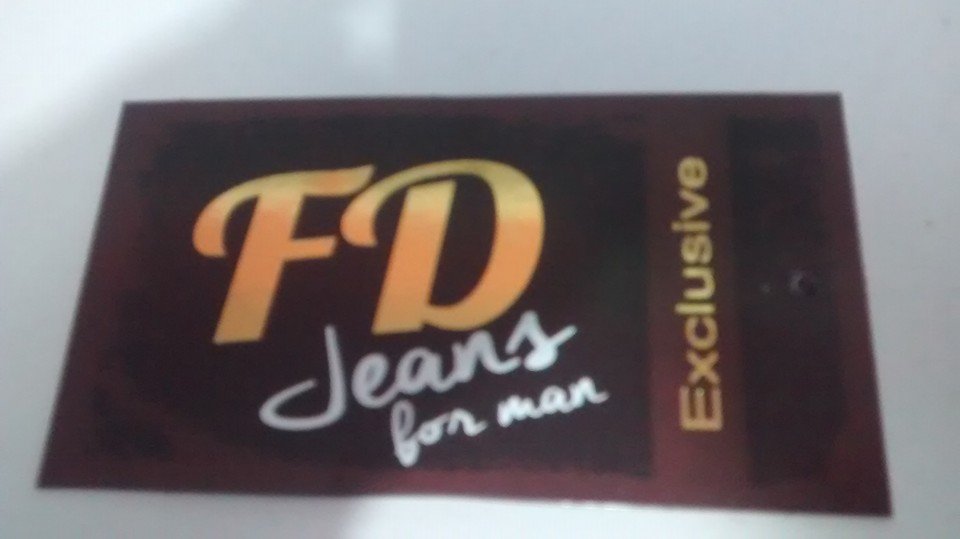 FD
Jeans
for man
Exclusive